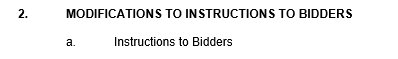 2. MODIFICATIONS TO INSTRUCTIONS TO BIDDERS
a. Instructions to Bidders